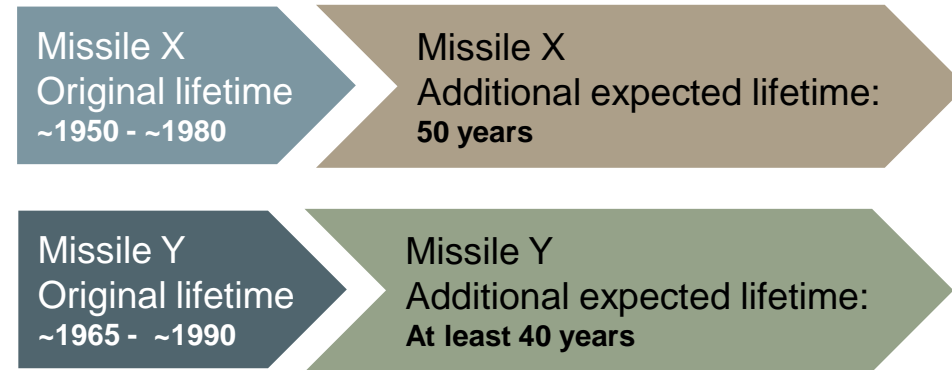 Missile X
Original lifetime
~1950 - ~1980
Missile X
Additional expected lifetime:
50 years
Missile Y
Original lifetime
~1965 - ~1990
Missile Y
Additional expected lifetime:
At least 40 years